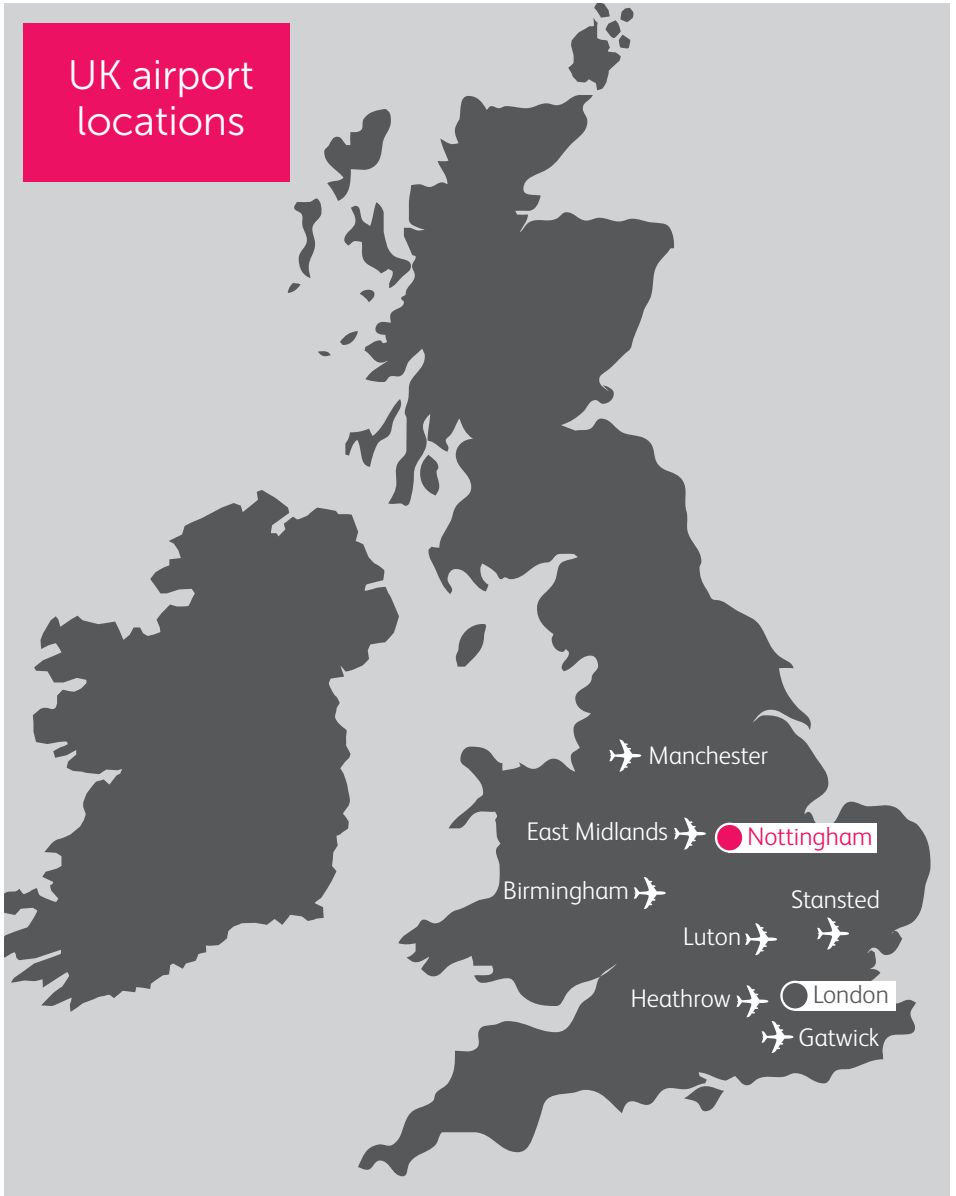 UK airport
locations
Manchester
East Midlands
Nottingham
Birmingham
Stansted
Luton
London
Heathrow
Gatwick